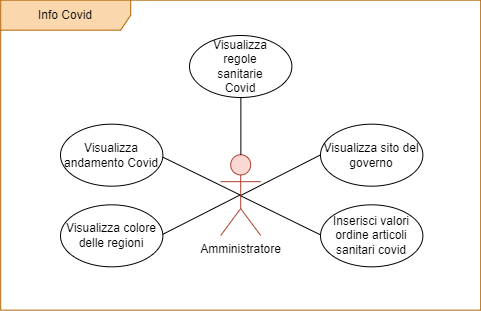 Info Covid
Visualizza
regole
sanitarie
Covid
Visualizza
andamento Covid
Visualizza sito del
governo
Visualizza colore
delle regioni
Inserisci valori
ordine articoli
sanitari covid
Amministratore